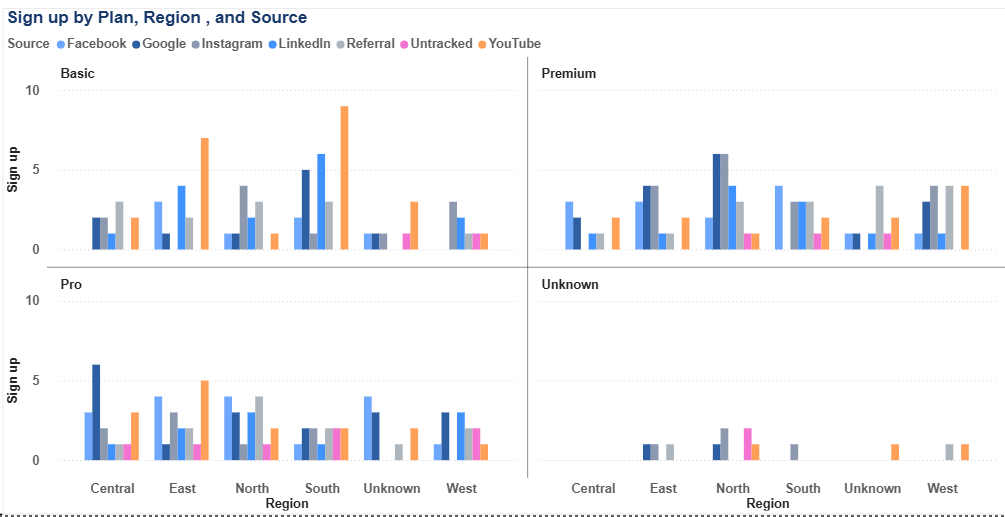 Sign up by Plan, Region , and Source
Source Facebook Google Instagram LinkedIn Referral Untracked YouTube
Basic
Premium
10
5
0
Sign up
Pro
Unknown
10
5
0
Sign up
Central East North South Unknown West
Central East North South Unknown West
Region
Region